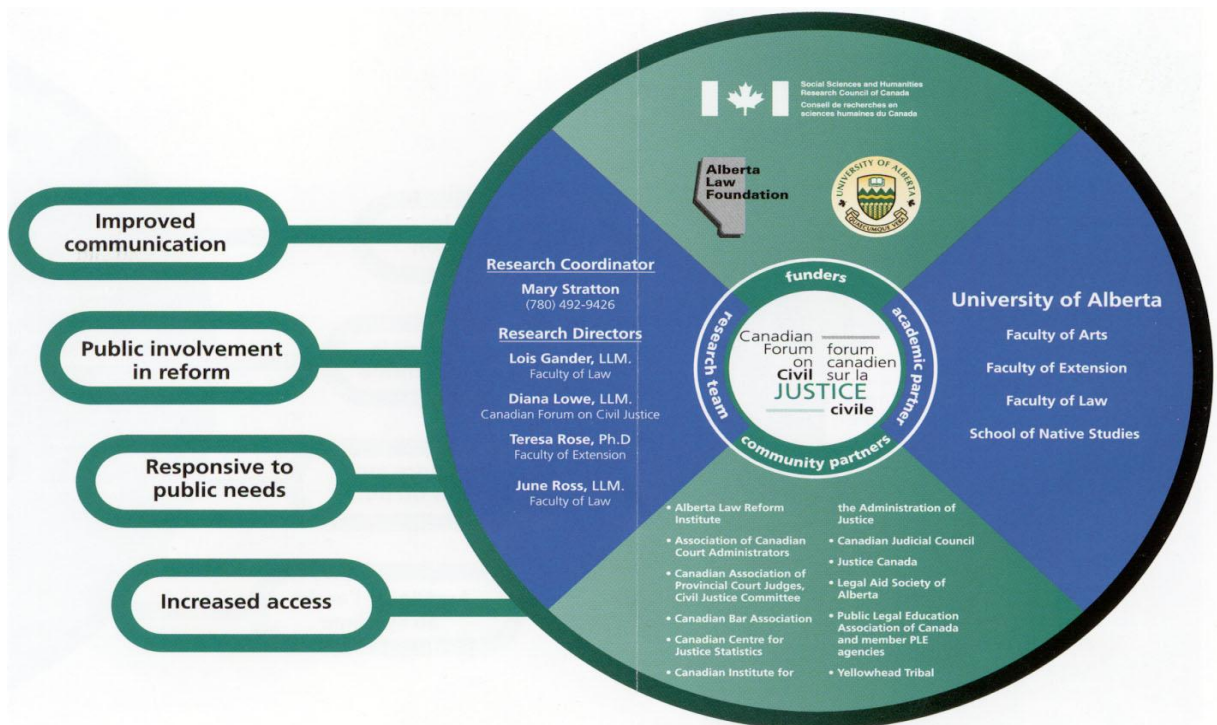 Improved
communication
Public involvement
in reform
Responsive to
public needs
Increased access
Social Sciences and Humanities
Research Council of Canada
Conseil de recherches en
sciences humaines du Canada
Alberta
Law
Foundation
UNIVERSITY OF ALBERTA
QUAECUMQUE VERA
funders
Research Coordinator
Mary Stratton
(780) 492-9426
Research Directors
Lois Gander, LLM.
Faculty of Law
Diana Lowe, LLM.
Canadian Forum on Civil Justice
Teresa Rose, Ph.D
Faculty of Extension
June Ross, LLM.
Faculty of Law
research team
Canadian
Forum
on
Civil
forum
canadien
sur la
JUSTICE
civile
academic partner
University of Alberta
Faculty of Arts
Faculty of Extension
Faculty of Law
School of Native Studies
community partners
• Alberta Law Reform
Institute
• Association of Canadian
Court Administrators
• Canadian Association of
Provincial Court Judges,
Civil Justice Committee
• Canadian Bar Association
• Canadian Centre for
Justice Statistics
• Canadian Institute for
the Administration of
Justice
• Canadian Judicial Council
• Justice Canada
• Legal Aid Society of
Alberta
• Public Legal Education
Association of Canada
and member PLE
agencies
• Yellowhead Tribal